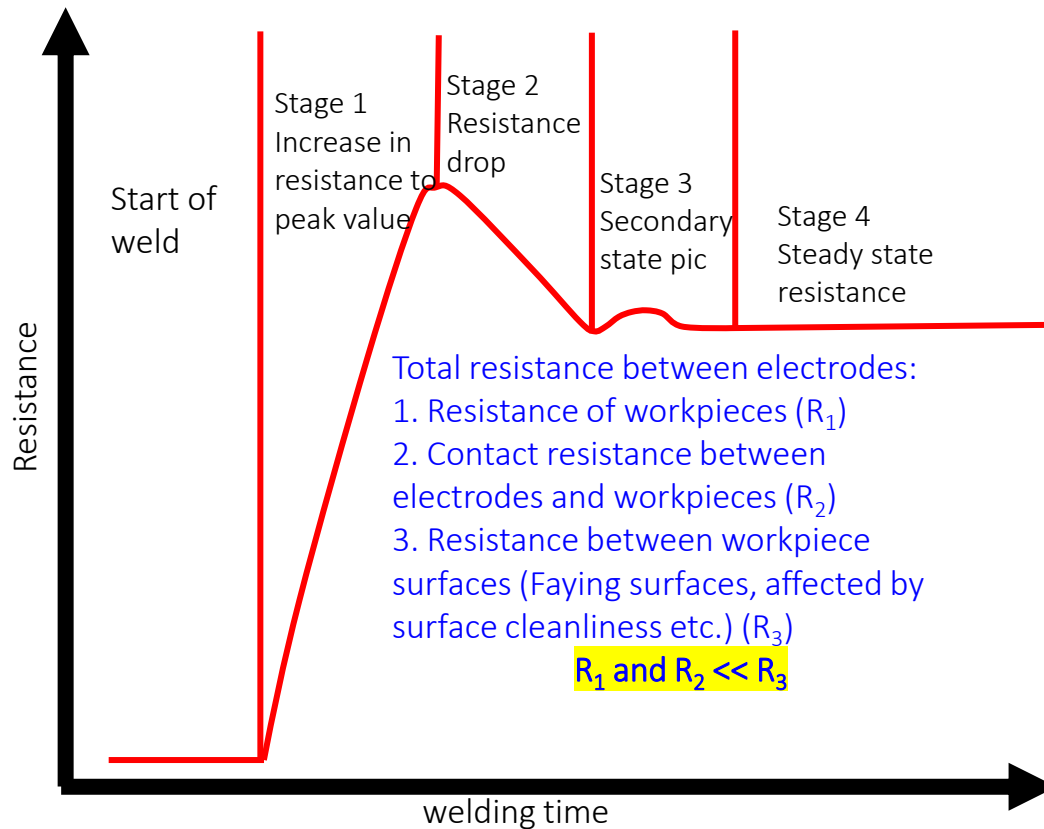 Resistance
Start of
weld
Stage 1
Increase in
resistance to
peak value
Stage 2
Resistance
drop
Stage 3
Secondary
state pic
Stage 4
Steady state
resistance
Total resistance between electrodes:
1. Resistance of workpieces (R₁)
2. Contact resistance between
electrodes and workpieces (R₂)
3. Resistance between workpiece
surfaces (Faying surfaces, affected by
surface cleanliness etc.) (R₃)
R₁ and R₂ << R₃
welding time